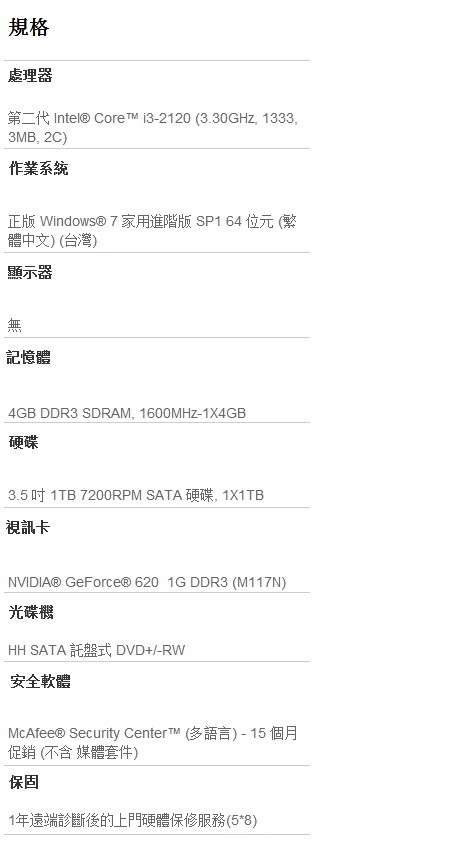 規格
處理器
第二代 Intel® Core™ i3-2120 (3.30GHz, 1333,
3MB, 2C)
作業系統
正版 Windows® 7 家用進階版 SP1 64 位元 (繁
體中文) (台灣)
顯示器
無
記憶體
4GB DDR3 SDRAM, 1600MHz-1X4GB
硬碟
3.5 吋 1TB 7200RPM SATA 硬碟, 1X1TB
視訊卡
NVIDIA® GeForce® 620  1G DDR3 (M117N)
光碟機
HH SATA 託盤式 DVD+/-RW
安全軟體
McAfee® Security Center™ (多語言) - 15 個月
促銷 (不含 媒體套件)
保固
1年遠端診斷後的上門硬體保修服務(5*8)